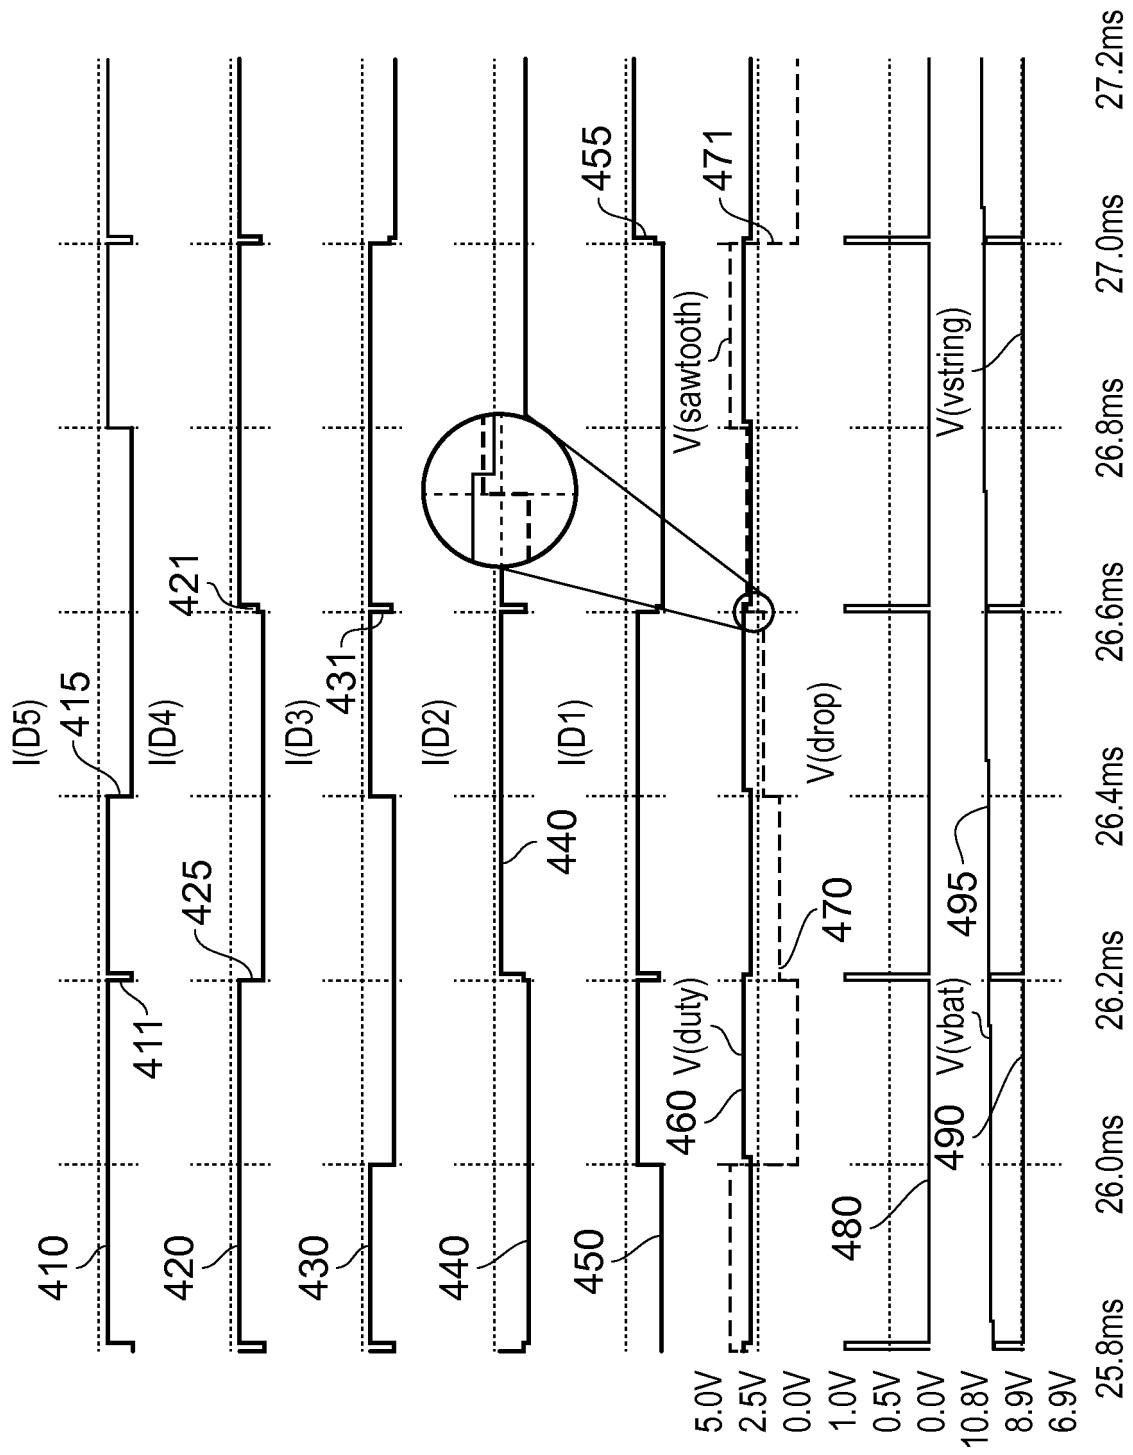 I(D5)
410
411
415
I(D4)
420
425
421
I(D3)
430
431
I(D2)
440
440
I(D1)
450
455
5.0V
2.5V
0.0V
460
V(duty)
470
V(sawtooth)
471
V(drop)
1.0V
0.5V
0.0V
480
10.8V
8.9V
6.9V
490
V(vbat)
495
V(vstring)
25.8ms
26.0ms
26.2ms
26.4ms
26.6ms
26.8ms
27.0ms
27.2ms